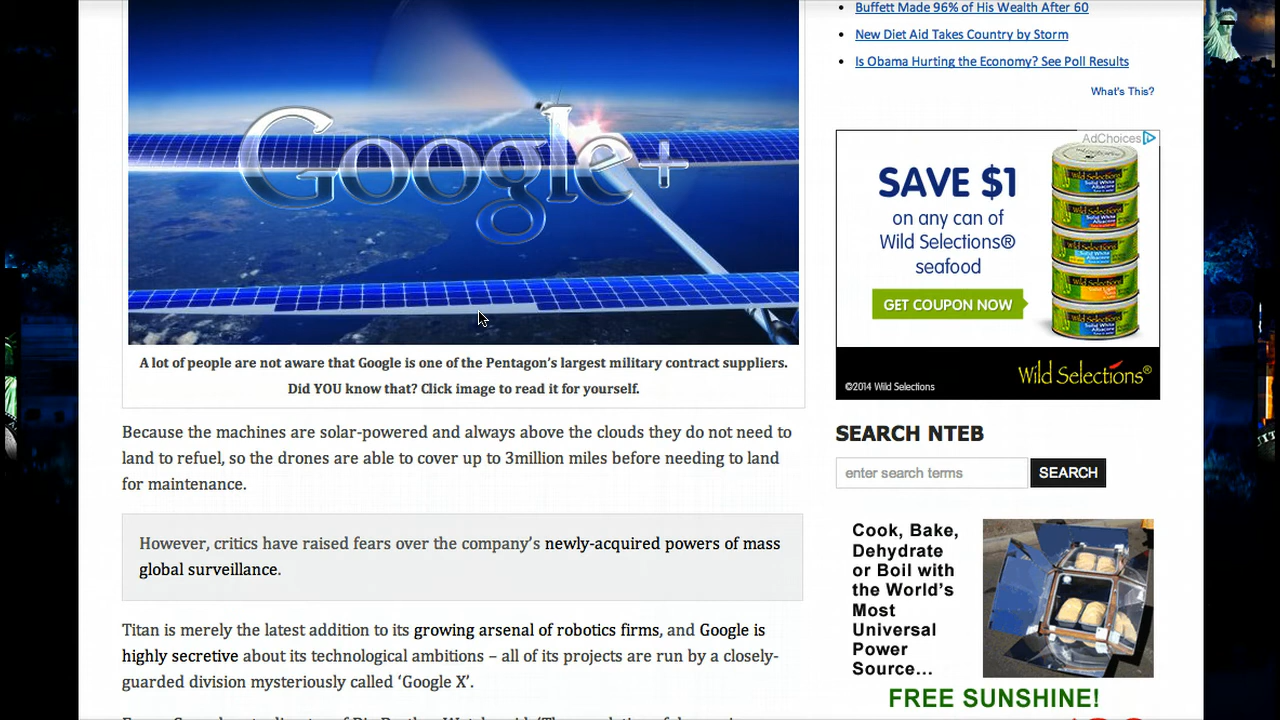 Google+
A lot of people are not aware that Google is one of the Pentagon's largest military contract suppliers.
Did YOU know that? Click image to read it for yourself.
Because the machines are solar-powered and always above the clouds they do not need to
land to refuel, so the drones are able to cover up to 3million miles before needing to land
for maintenance.
However, critics have raised fears over the company's newly-acquired powers of mass
global surveillance.
Titan is merely the latest addition to its growing arsenal of robotics firms, and Google is
highly secretive about its technological ambitions – all of its projects are run by a closely-
guarded division mysteriously called 'Google X'.
Buffett Made 96% of His Wealth After 60
New Diet Aid Takes Country by Storm
Is Obama Hurting the Economy? See Poll Results
What's This?
AdChoices
SAVE $1
on any can of
Wild Selections®
seafood
GET COUPON NOW
©2014 Wild Selections
Wild Selections®
SEARCH NTEB
enter search terms
SEARCH
Cook, Bake,
Dehydrate
or Boil with
the World's
Most
Universal
Power
Source...
FREE SUNSHINE!